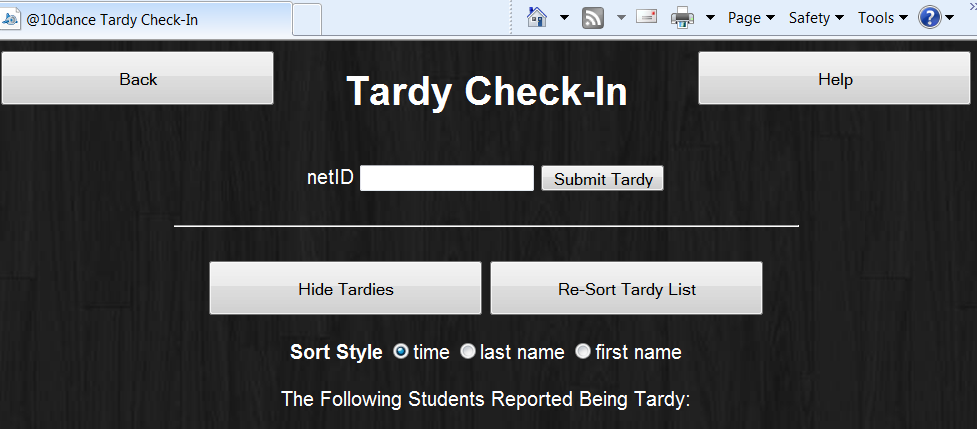 @10dance Tardy Check-In
Page Safety Tools
Back
Tardy Check-In
Help
netID Submit Tardy
Hide Tardies Re-Sort Tardy List
Sort Style time last name first name
The Following Students Reported Being Tardy: